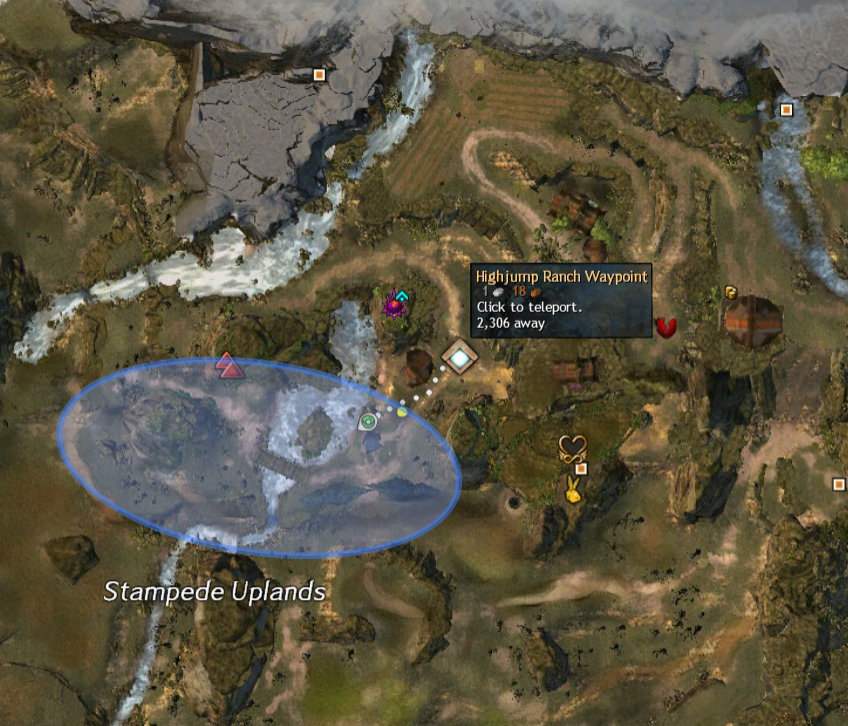 Highjump Ranch Waypoint
1 18
Click to teleport.
2,306 away
Stampede Uplands